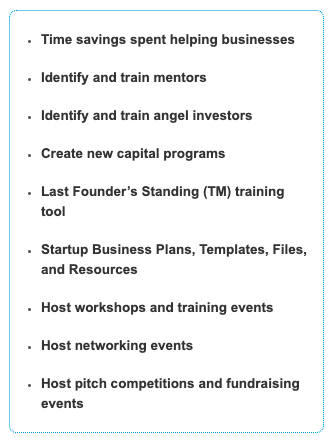 • Time savings spent helping businesses
• Identify and train mentors
• Identify and train angel investors
• Create new capital programs
• Last Founder’s Standing (TM) training
tool
• Startup Business Plans, Templates, Files,
and Resources
• Host workshops and training events
• Host networking events
• Host pitch competitions and fundraising
events